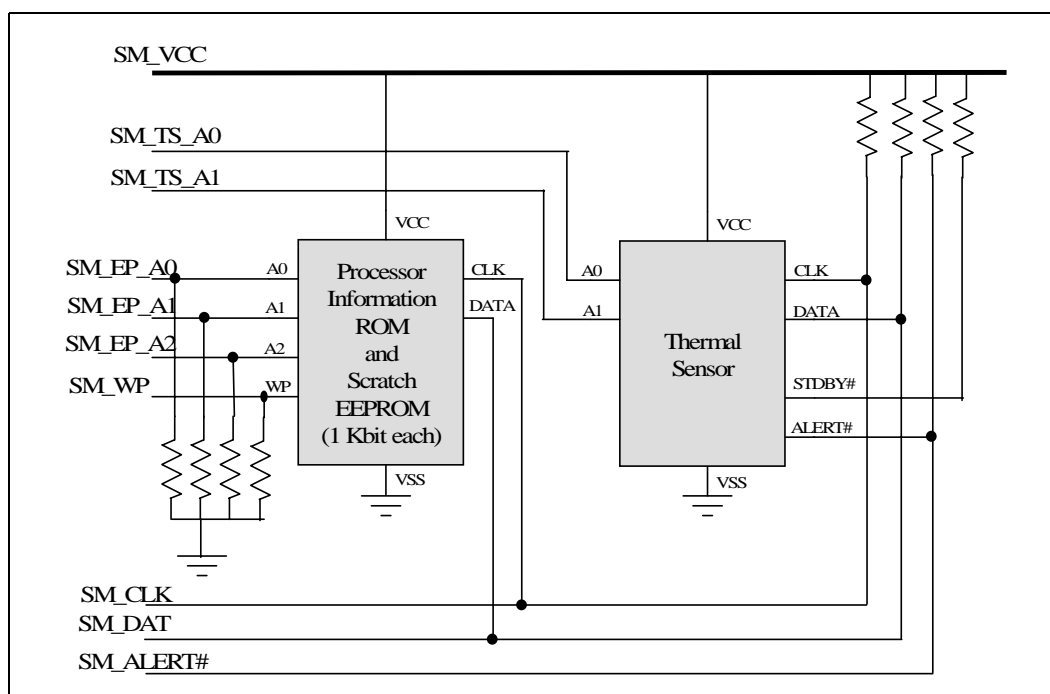 SM_VCC
SM_TS_A0
SM_TS_A1
VCC
VCC
SM_EP_A0
A0
Processor
Information
ROM
and
Scratch
EEPROM
(1 Kbit each)
CLK
A0
Thermal
Sensor
CLK
SM_EP_A1
A1
DATA
A1
DATA
SM_EP_A2
A2
SM_WP
WP
STDBY#
ALERT#
VSS
VSS
SM_CLK
SM_DAT
SM_ALERT#